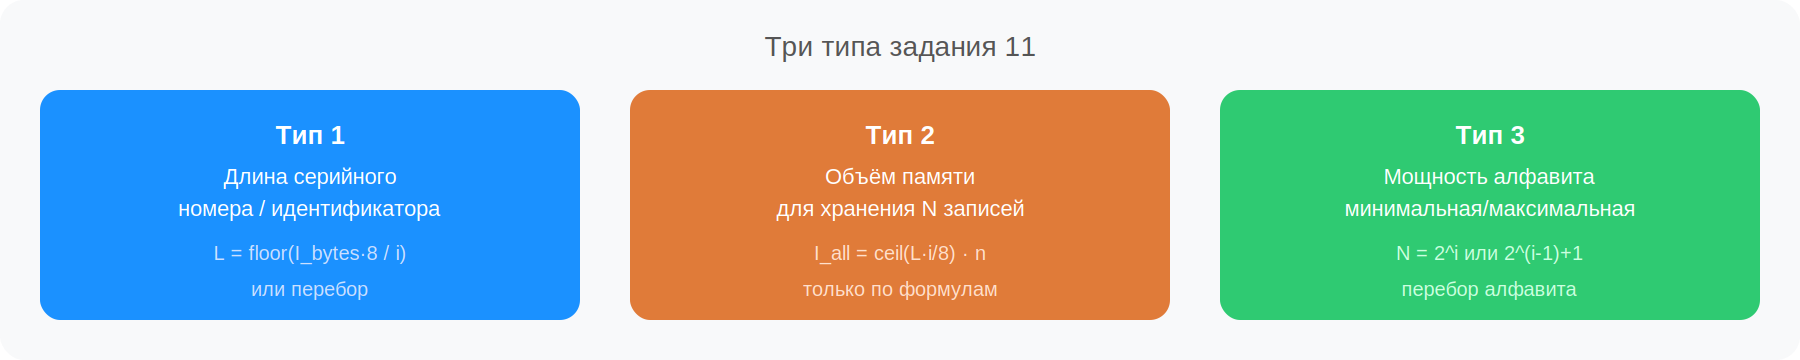 Три типа задания 11
Тип 1
Длина серийного
номера / идентификатора
L = floor(I_bytes·8 / i)
или перебор
Тип 2
Объём памяти
для хранения N записей
I_all = ceil(L·i/8) · n
только по формулам
Тип 3
Мощность алфавита
минимальная/максимальная
N = 2^i или 2^(i-1)+1
перебор алфавита